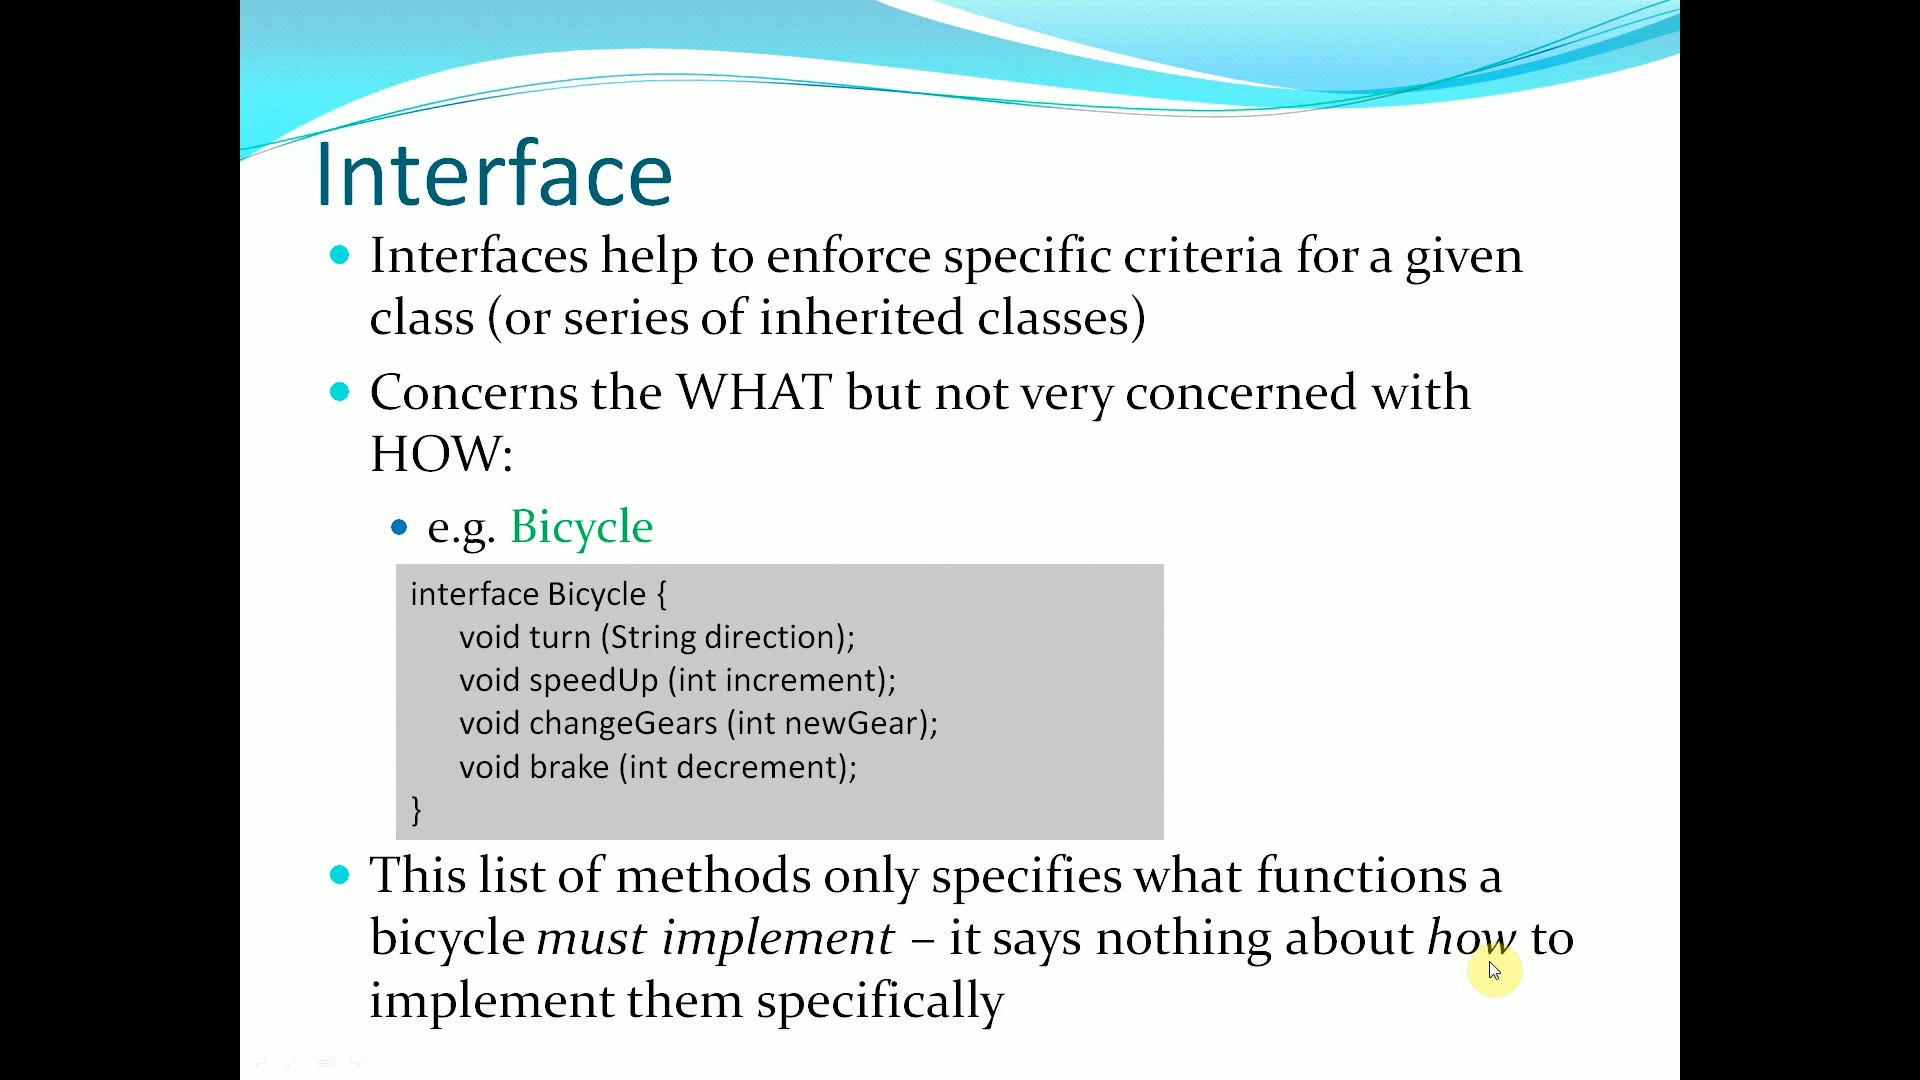 Interface
Interfaces help to enforce specific criteria for a given
class (or series of inherited classes)
Concerns the WHAT but not very concerned with
HOW:
e.g. Bicycle
interface Bicycle {
void turn (String direction);
void speedUp (int increment);
void changeGears (int newGear);
void brake (int decrement);
}
This list of methods only specifies what functions a
bicycle must implement – it says nothing about how to
implement them specifically